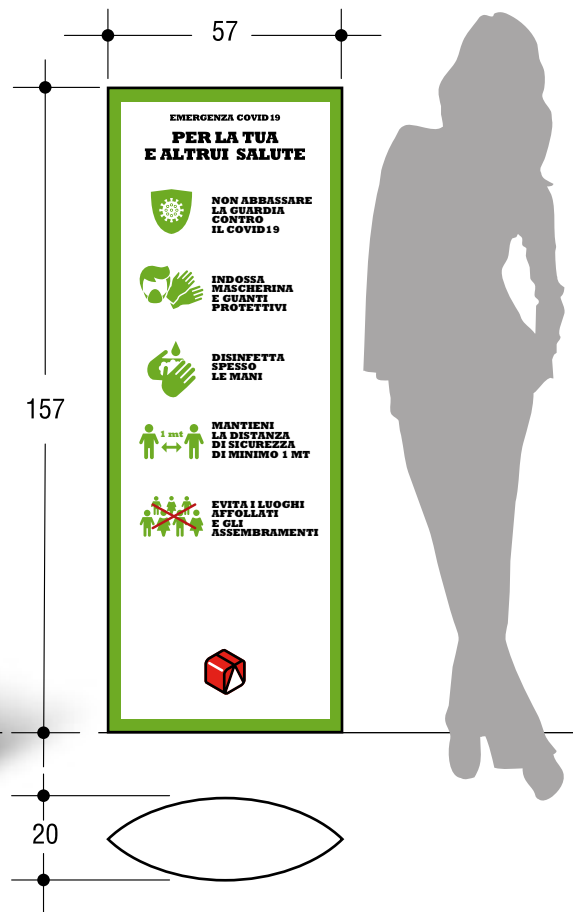 57
EMERGENZA COVID19
PER LA TUA
E ALTRUI SALUTE
NON ABBASSARE
LA GUARDIA
CONTRO
IL COVID19
INDOSSA
MASCHERINA
E GUANTI
PROTETTIVI
DISINFETTA
SPESSO
LE MANI
157
1 mt
MANTIENI
LA DISTANZA
DI SICUREZZA
DI MINIMO 1 MT
EVITA I LUOGHI
AFFOLLATI
E GLI
ASSEMBRAMENTI
20